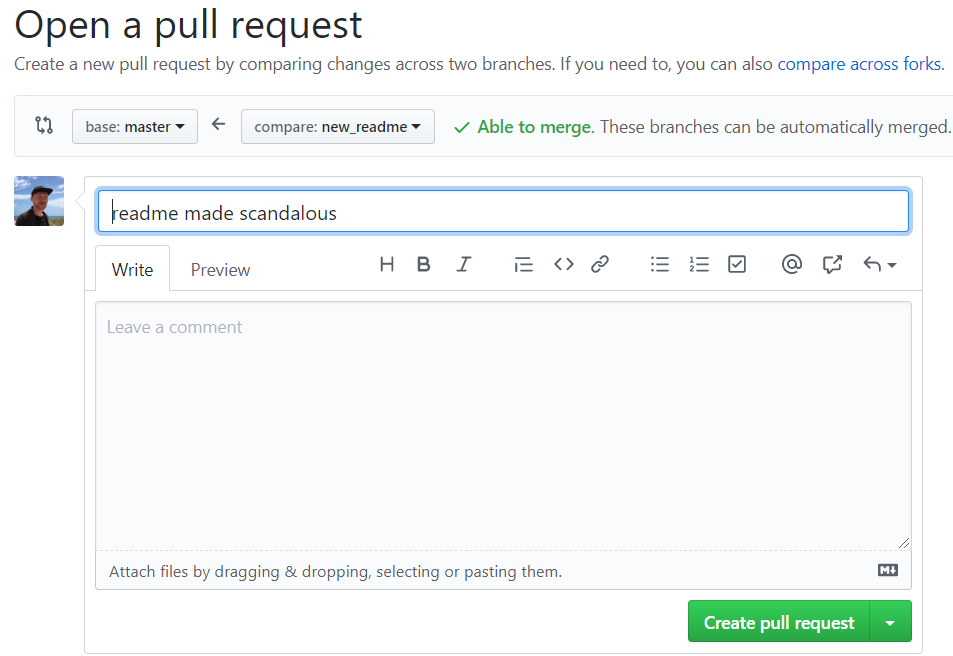 Open a pull request
Create a new pull request by comparing changes across two branches. If you need to, you can also compare across forks.
base: master compare: new_readme Able to merge. These branches can be automatically merged.
readme made scandalous
Write Preview
Leave a comment
Attach files by dragging & dropping, selecting or pasting them.
Create pull request